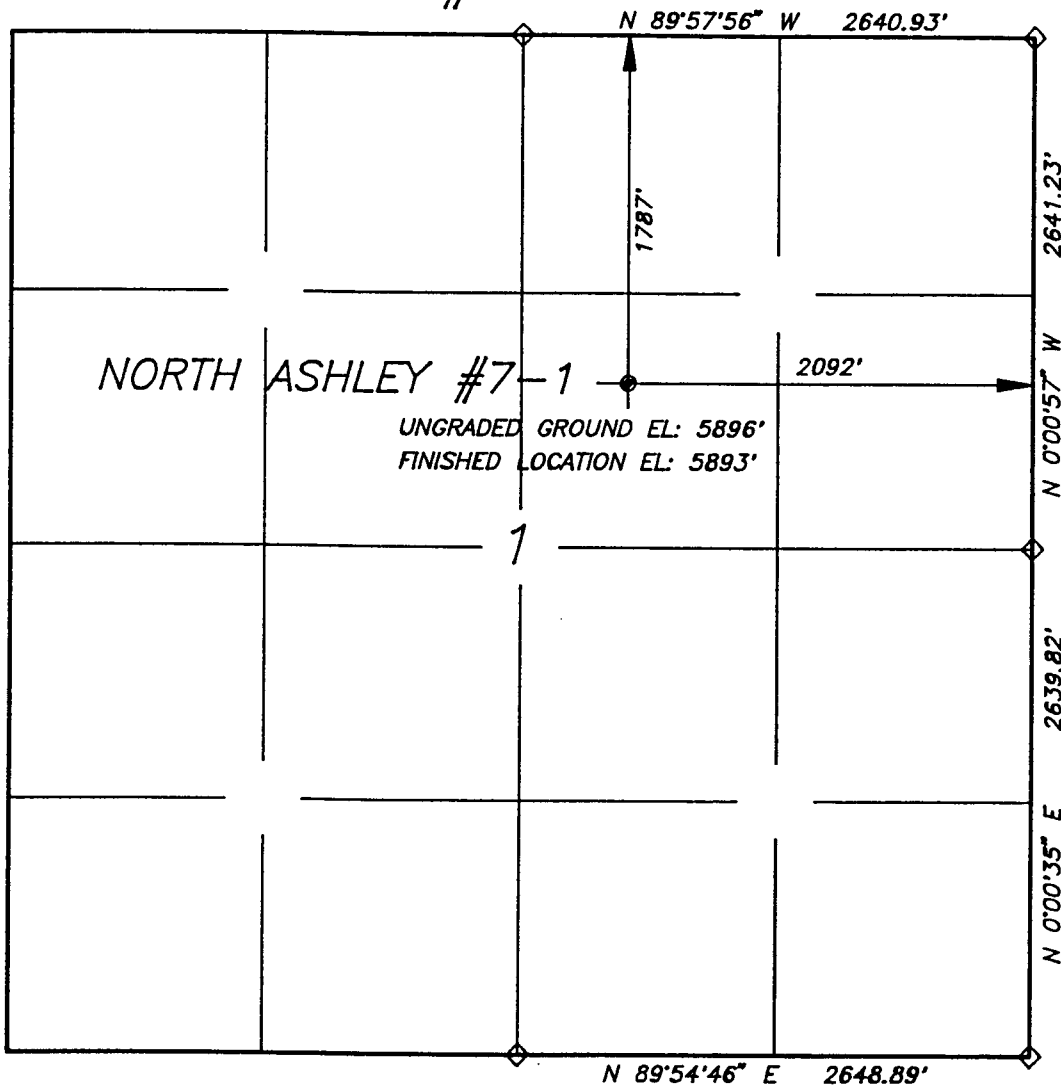 N 89°57'56" W 2640.93'
2641.23'
1787'
N 0°00'57" W
NORTH ASHLEY #7-1
2092'
UNGRADED GROUND EL: 5896'
FINISHED LOCATION EL: 5893'
1
2639.82'
N 0°00'35" E
N 89°54'46" E 2648.89'